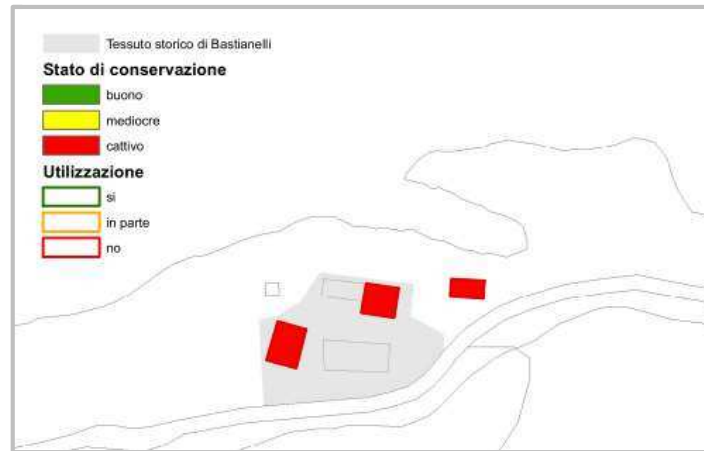 Tessuto storico di Bastianelli
Stato di conservazione
buono
mediocre
cattivo
Utilizzazione
si
in parte
no